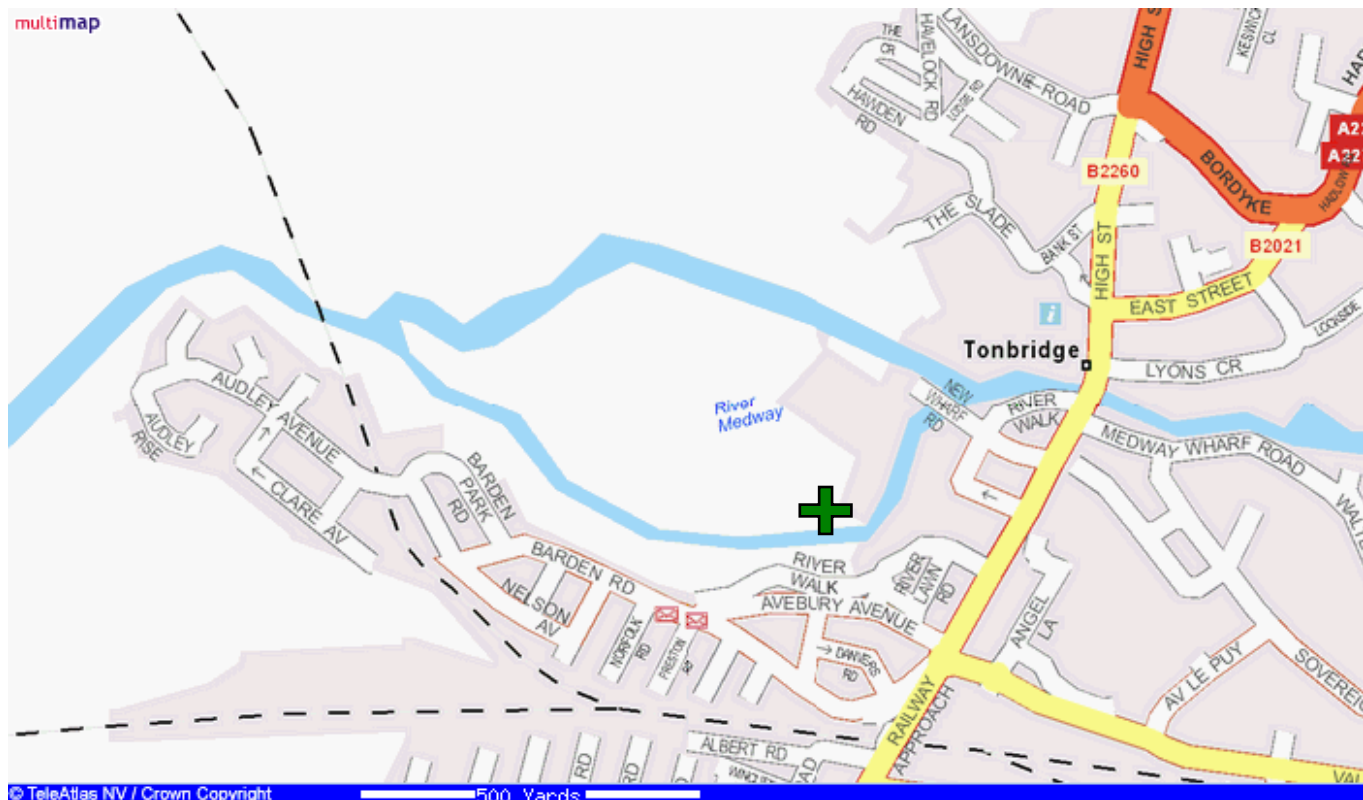 multimap
THE
CR
HAVELOCK RD
LANSDOWNE ROAD
LODGE RD
HAWDEN
RD
HIGH ST
KESWICK
CL
B2260
BORDYKE
THE SLADE
BANK ST
HIGH ST
B2021
EAST STREET
LOCKSIDE
i
Tonbridge
LYONS CR
River
Medway
NEW
WHARF
RD
RIVER
WALK
MEDWAY WHARF ROAD
AUDLEY AVENUE
AUDLEY
RISE
CLARE AV
BARDEN
PARK
RD
BARDEN RD
NELSON
AV
NORFOLK
RD
PRESTON
RD
RIVER
WALK
AVEBURY AVENUE
RIVER
LAWN
RD
DANVERS
RD
ANGEL
LA
AV LE PUY
RAILWAY
APPROACH
ALBERT RD
RD
RD
© TeleAtlas NV / Crown Copyright
500 Yards